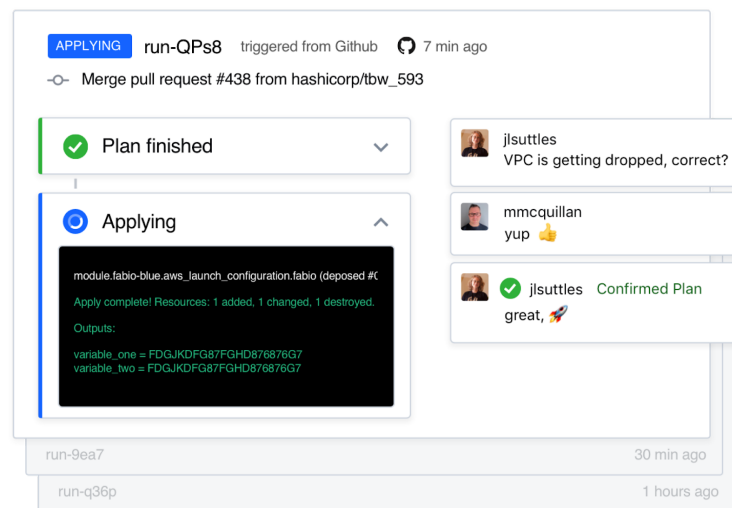 APPLYING run-QPs8 triggered from Github 7 min ago
Merge pull request #438 from hashicorp/tbw_593
Plan finished
Applying
module.fabio-blue.aws_launch_configuration.fabio (deposed #0
Apply complete! Resources: 1 added, 1 changed, 1 destroyed.
Outputs:
variable_one = FDGJKDFG87FGHD876876G7
variable_two = FDGJKDFG87FGHD876876G7
jlsuttles
VPC is getting dropped, correct?
mmcquillan
yup 👍
jlsuttles Confirmed Plan
great, 🚀
run-9ea7 30 min ago
run-q36p 1 hours ago